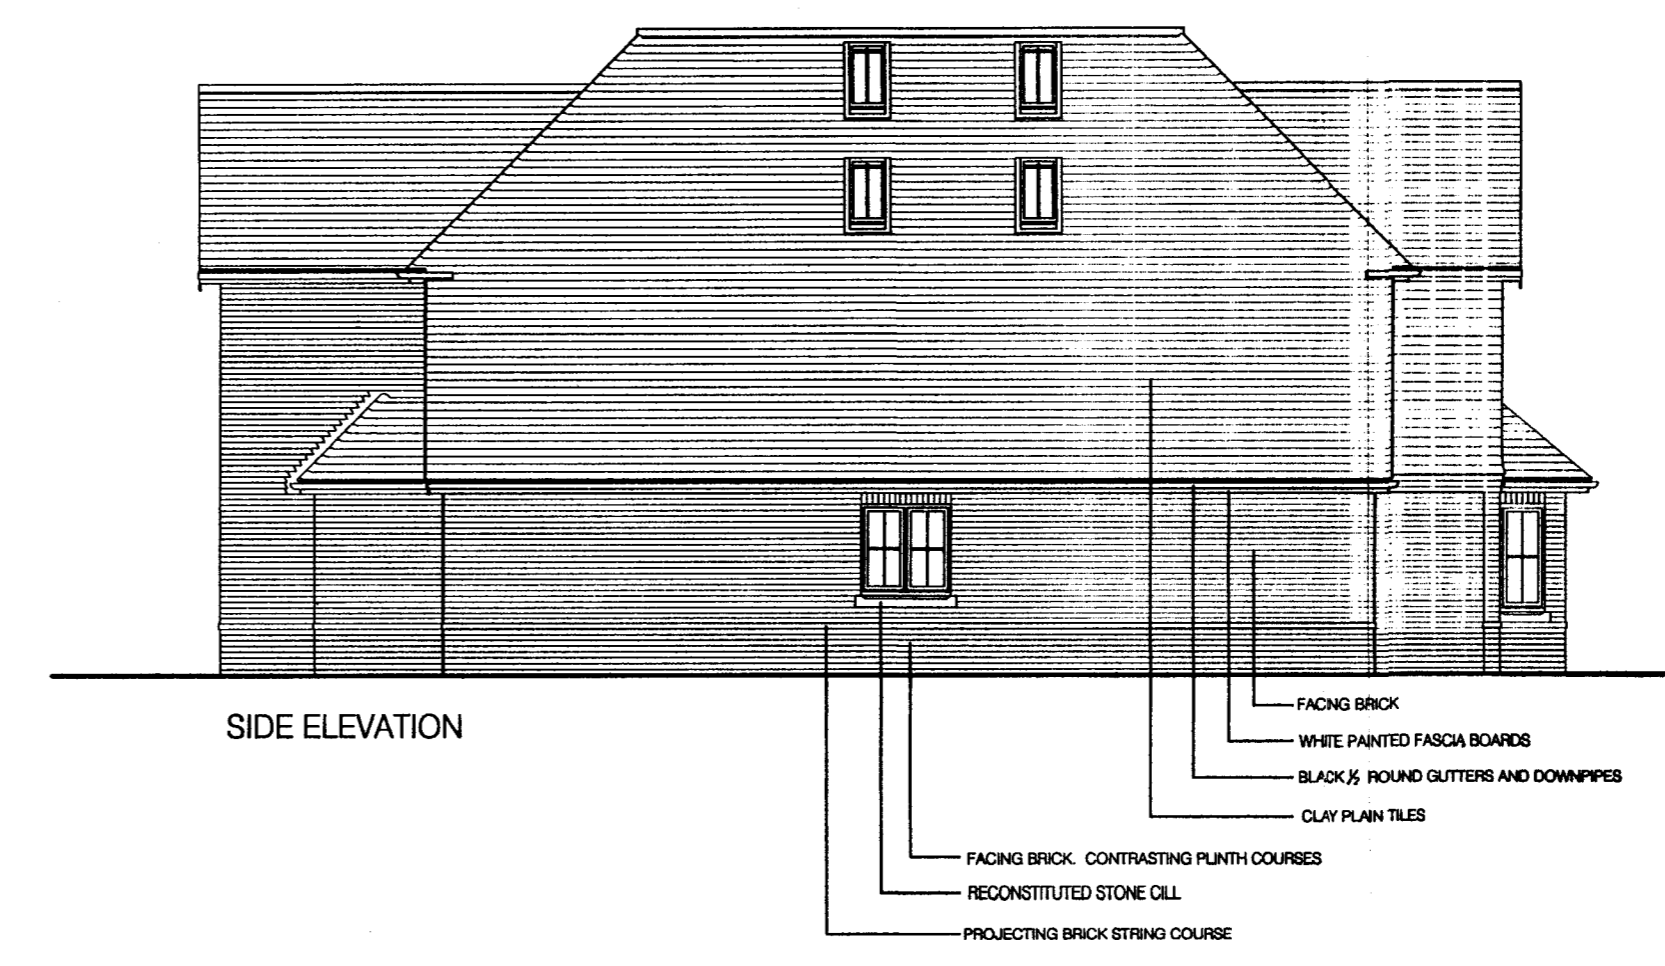 SIDE ELEVATION
FACING BRICK
WHITE PAINTED FASCIA BOARDS
BLACK ½ ROUND GUTTERS AND DOWNPIPES
CLAY PLAIN TILES
FACING BRICK. CONTRASTING PLINTH COURSES
RECONSTITUTED STONE CILL
PROJECTING BRICK STRING COURSE